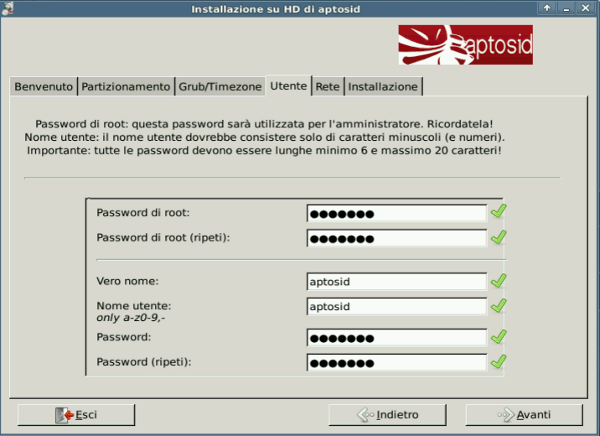 Installazione su HD di aptosid
aptosid
Benvenuto Partizionamento Grub/Timezone Utente Rete Installazione
Password di root: questa password sarà utilizzata per l'amministratore. Ricordatela!
Nome utente: il nome utente dovrebbe consistere solo di caratteri minuscoli (e numeri).
Importante: tutte le password devono essere lunghe minimo 6 e massimo 20 caratteri!
Password di root: ●●●●●●●
Password di root (ripeti): ●●●●●●●
Vero nome: aptosid
Nome utente: aptosid
only a-z0-9,-
Password: ●●●●●●●
Password (ripeti): ●●●●●●●
Esci Indietro Avanti